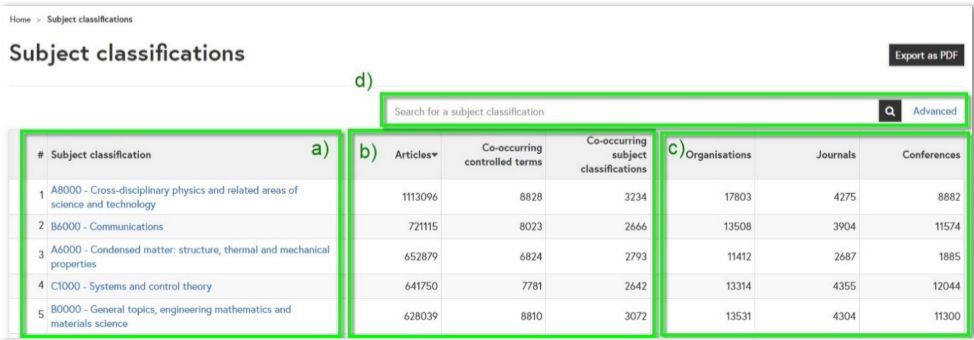 Home > Subject classifications
Subject classifications
Export as PDF
d)
Search for a subject classification
Advanced
# Subject classification a) b) Articles Co-occurring controlled terms Co-occurring subject classifications c) Organisations Journals Conferences
1 A8000 - Cross-disciplinary physics and related areas of
science and technology 1113096 8828 3234 17803 4275 8882
2 B6000 - Communications 721115 8023 2666 13508 3904 11574
3 A6000 - Condensed matter: structure, thermal and mechanical
properties 652879 6824 2793 11412 2687 1885
4 C1000 - Systems and control theory 641750 7781 2642 13314 4355 12044
5 B0000 - General topics, engineering mathematics and
materials science 628039 8810 3072 13531 4304 11300